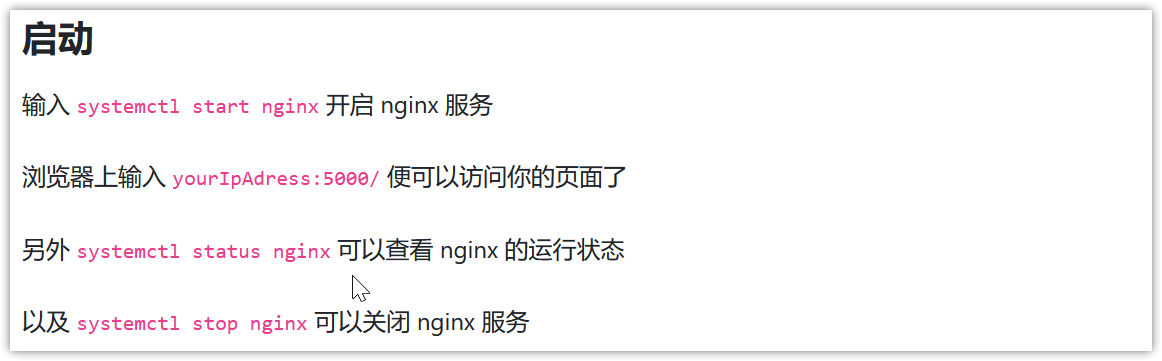 启动
输入 systemctl start nginx 开启 nginx 服务
浏览器上输入 yourIpAdress:5000/ 便可以访问你的页面了
另外 systemctl status nginx 可以查看 nginx 的运行状态
以及 systemctl stop nginx 可以关闭 nginx 服务